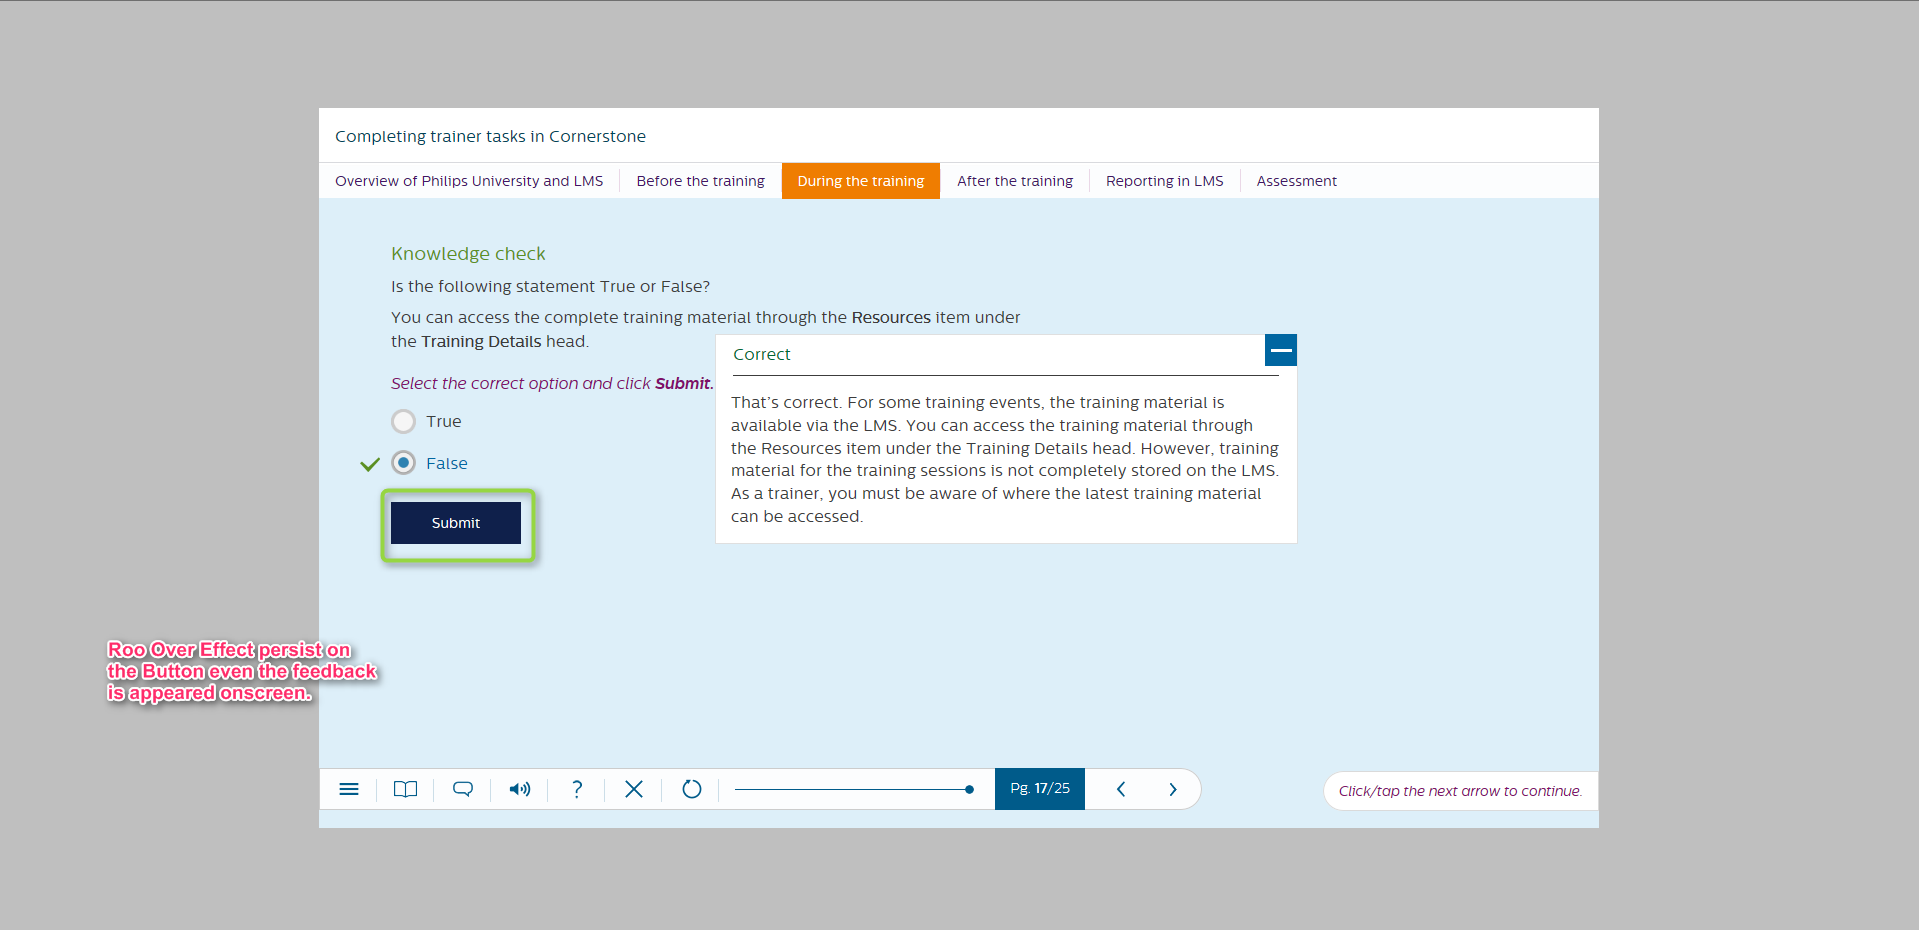 Completing trainer tasks in Cornerstone
Overview of Philips University and LMS
Before the training
During the training
After the training
Reporting in LMS
Assessment
Knowledge check
Is the following statement True or False?
You can access the complete training material through the Resources item under
the Training Details head.
Select the correct option and click Submit.
True
False
Submit
Correct
That's correct. For some training events, the training material is
available via the LMS. You can access the training material through
the Resources item under the Training Details head. However, training
material for the training sessions is not completely stored on the LMS.
As a trainer, you must be aware of where the latest training material
can be accessed.
Roo Over Effect persist on
the Button even the feedback
is appeared onscreen.
?
Pg. 17/25
Click/tap the next arrow to continue.